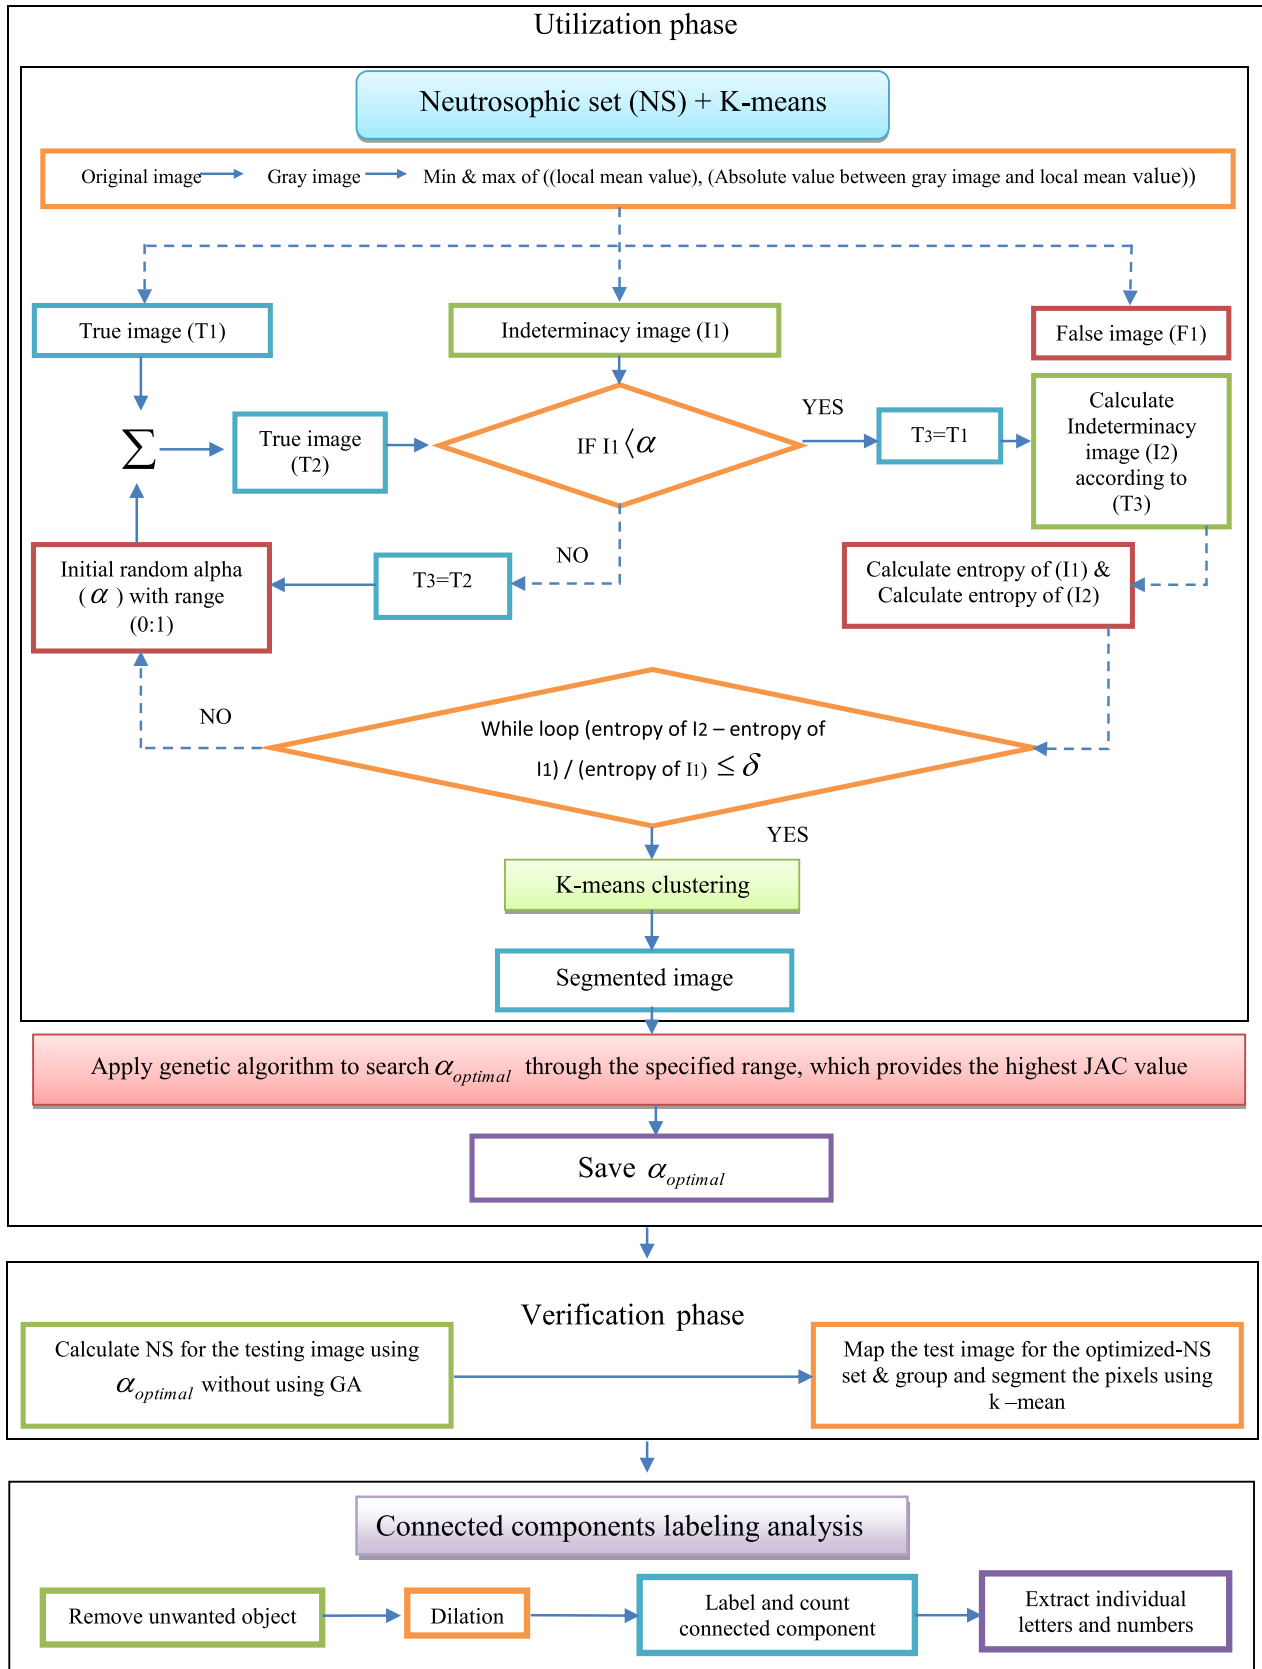 Utilization phase
Neutrosophic set (NS) + K-means
Original image Gray image Min & max of ((local mean value), (Absolute value between gray image and local mean value))
True image (T1)
Indeterminacy image (I1)
False image (F1)
∑
True image
(T2)
IF I1 ⟨ α
YES
T3=T1
Calculate
Indeterminacy
image (I2)
according to
(T3)
NO
T3=T2
Initial random alpha
( α ) with range
(0:1)
Calculate entropy of (I1) &
Calculate entropy of (I2)
NO
While loop (entropy of I2 – entropy of
I1) / (entropy of I1) ≤ δ
YES
K-means clustering
Segmented image
Apply genetic algorithm to search α optimal through the specified range, which provides the highest JAC value
Save α optimal
Verification phase
Calculate NS for the testing image using
α optimal without using GA
Map the test image for the optimized-NS
set & group and segment the pixels using
k –mean
Connected components labeling analysis
Remove unwanted object
Dilation
Label and count
connected component
Extract individual
letters and numbers